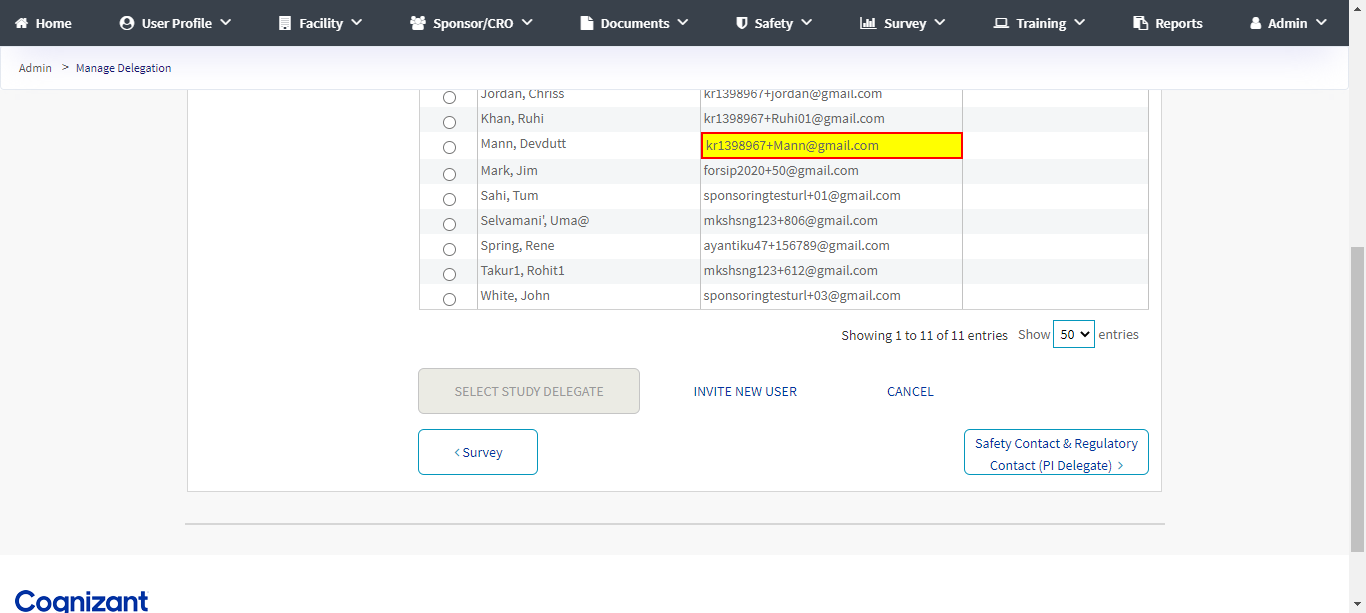 Home User Profile Facility Sponsor/CRO Documents Safety Survey Training Reports Admin
Admin > Manage Delegation
Jordan, Chriss kr1398967+jordan@gmail.com
Khan, Ruhi kr1398967+Ruhi01@gmail.com
Mann, Devdutt kr1398967+Mann@gmail.com
Mark, Jim forsip2020+50@gmail.com
Sahi, Tum sponsoringtesturl+01@gmail.com
Selvamani', Uma@ mkshsng123+806@gmail.com
Spring, Rene ayantiku47+156789@gmail.com
Takur1, Rohit1 mkshsng123+612@gmail.com
White, John sponsoringtesturl+03@gmail.com
Showing 1 to 11 of 11 entries Show 50 entries
SELECT STUDY DELEGATE INVITE NEW USER CANCEL
< Survey
Safety Contact & Regulatory
Contact (PI Delegate) >
Cognizant